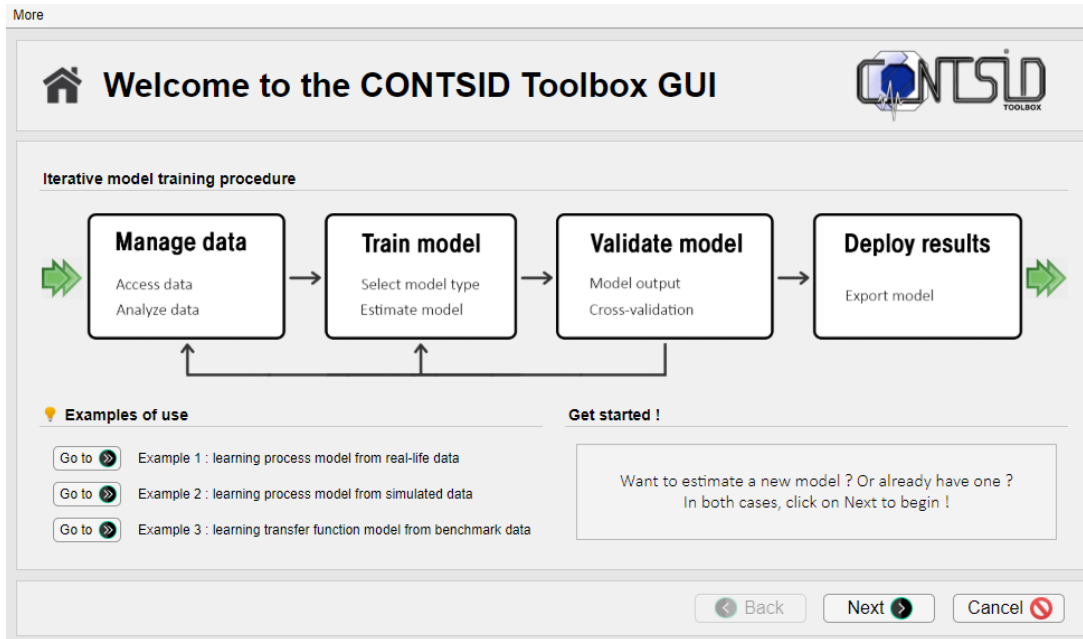 More
Welcome to the CONTSID Toolbox GUI
CONTSID
TOOLBOX
Iterative model training procedure
Manage data
Access data
Analyze data
Train model
Select model type
Estimate model
Validate model
Model output
Cross-validation
Deploy results
Export model
Examples of use
Go to
Example 1 : learning process model from real-life data
Go to
Example 2 : learning process model from simulated data
Go to
Example 3 : learning transfer function model from benchmark data
Get started !
Want to estimate a new model ? Or already have one ?
In both cases, click on Next to begin !
Back
Next
Cancel